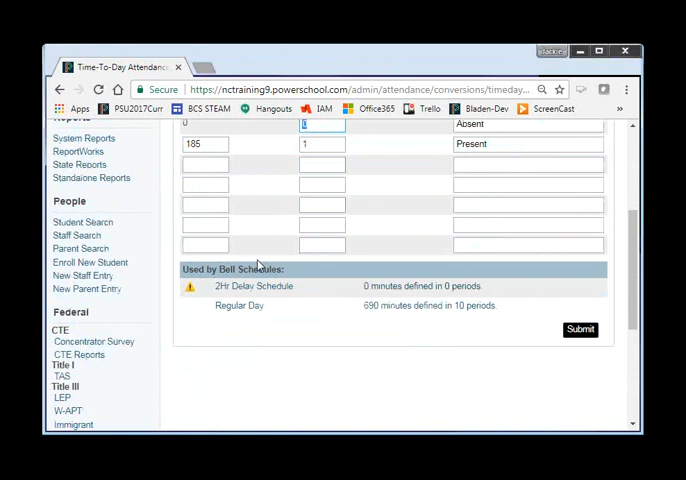 Jackie
Time-To-Day Attendance
Secure https://nctraining9.powerschool.com/admin/attendance/conversions/timeday...
Apps PSU2017Curr BCS STEAM Hangouts IAM Office365 Trello Bladen-Dev ScreenCast »
Reports
System Reports
ReportWorks
State Reports
Standalone Reports
People
Student Search
Staff Search
Parent Search
Enroll New Student
New Staff Entry
New Parent Entry
Federal
CTE
Concentrator Survey
CTE Reports
Title I
TAS
Title III
LEP
W-APT
Immigrant
0 0 Absent
185 1 Present
Used by Bell Schedules:
2Hr Delay Schedule 0 minutes defined in 0 periods.
Regular Day 690 minutes defined in 10 periods.
Submit